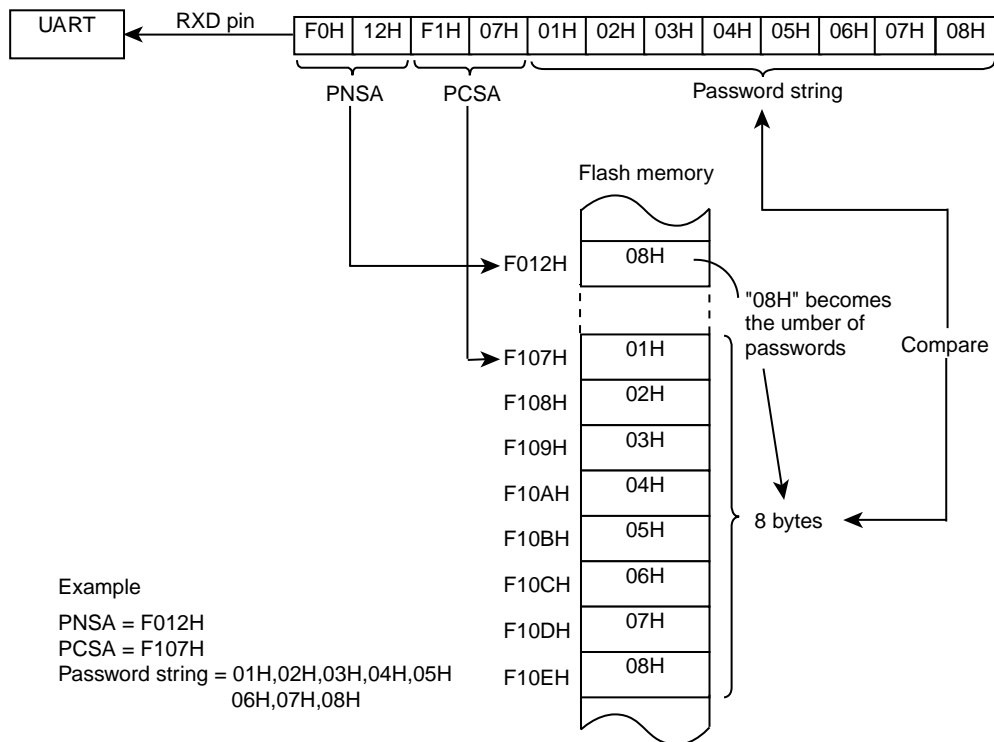 UART
RXD pin
F0H 12H F1H 07H 01H 02H 03H 04H 05H 06H 07H 08H
PNSA
PCSA
Password string
Flash memory
F012H
08H
"08H" becomes
the umber of
passwords
Compare
F107H
01H
F108H
02H
F109H
03H
F10AH
04H
F10BH
05H
F10CH
06H
F10DH
07H
F10EH
08H
8 bytes
Example
PNSA = F012H
PCSA = F107H
Password string = 01H,02H,03H,04H,05H
06H,07H,08H